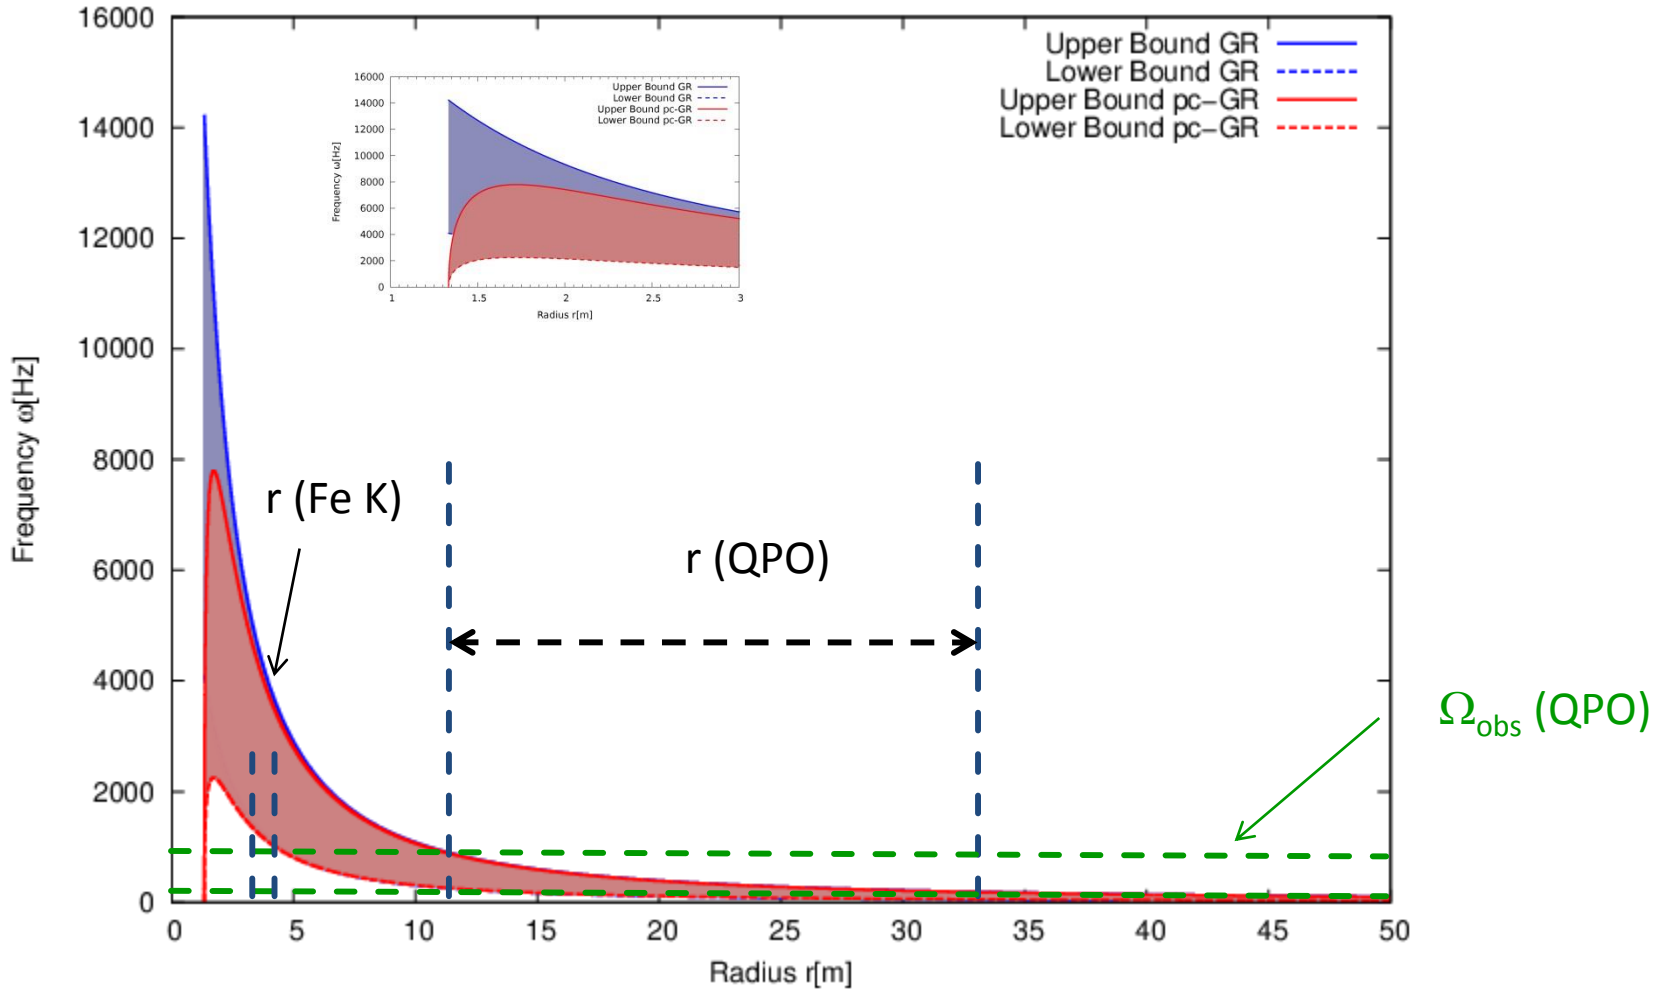 16000
14000
12000
10000
8000
6000
4000
2000
0
Frequency ω[Hz]
Upper Bound GR
Lower Bound GR
Upper Bound pc−GR
Lower Bound pc−GR
16000
14000
12000
10000
8000
6000
4000
2000
0
Frequency ω[Hz]
Upper Bound GR
Lower Bound GR
Upper Bound pc-GR
Lower Bound pc-GR
1 1.5 2 2.5 3
Radius r[m]
r (Fe K)
r (QPO)
Ωobs (QPO)
0 5 10 15 20 25 30 35 40 45 50
Radius r[m]